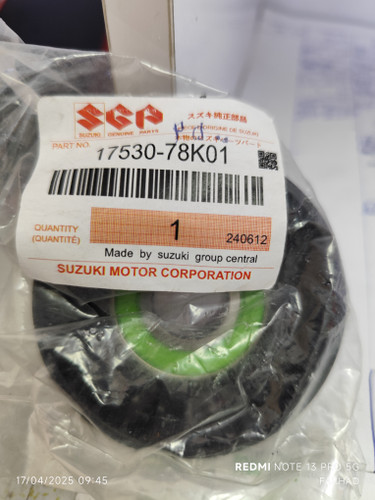 SGP
スズキ純正部品
SUZUKI GENUINE PARTS
PART NO.
17530-78K01
QUANTITY
(QUANTITÉ)
1
240612
Made by suzuki group central
SUZUKI MOTOR CORPORATION
REDMI NOTE 13 PRO 5G
17/04/2025 09:45